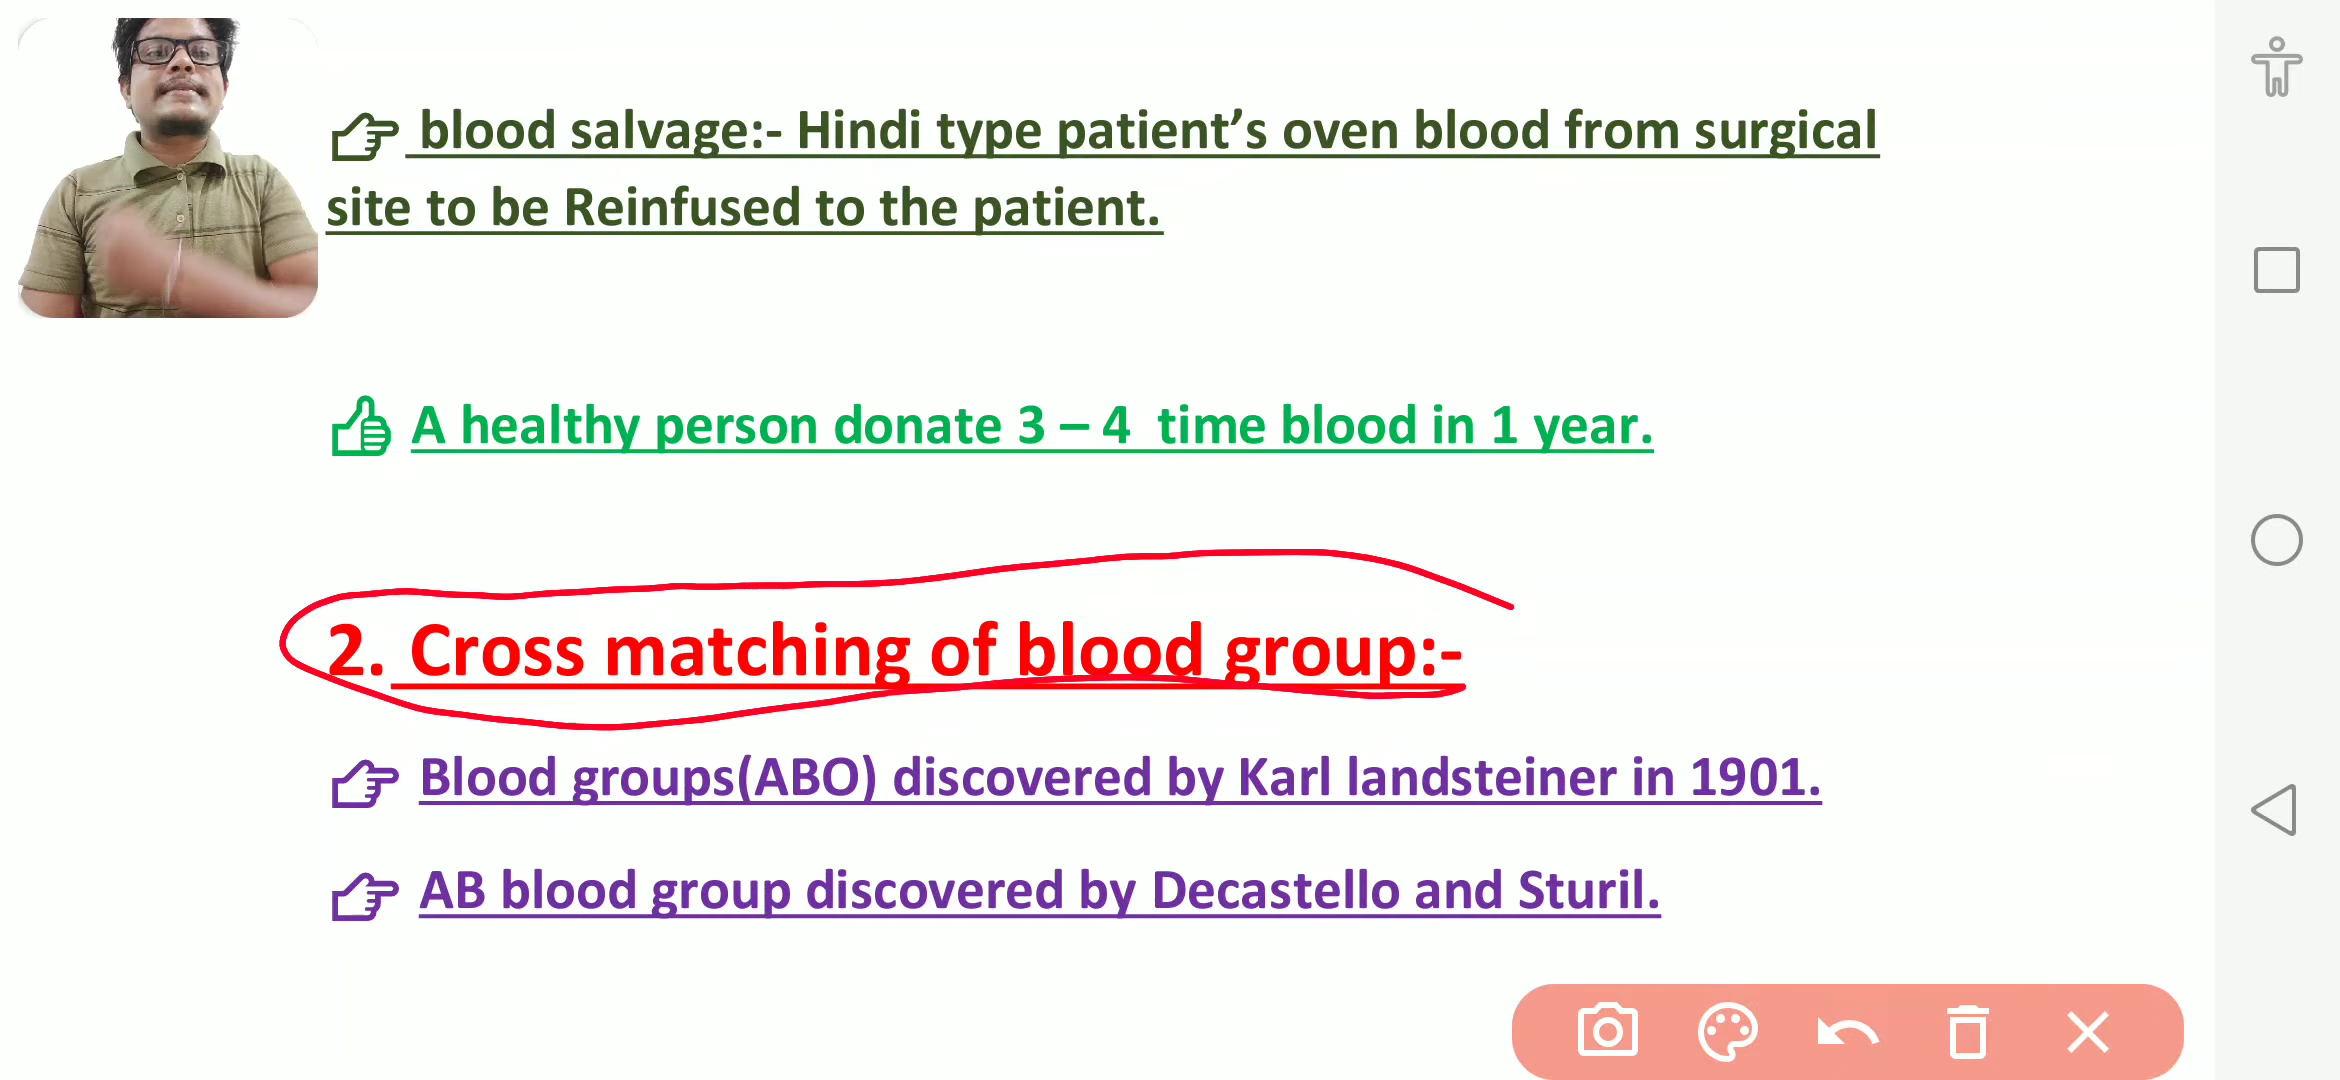 blood salvage:- Hindi type patient’s oven blood from surgical
site to be Reinfused to the patient.
A healthy person donate 3 – 4 time blood in 1 year.
2. Cross matching of blood group:-
Blood groups(ABO) discovered by Karl landsteiner in 1901.
AB blood group discovered by Decastello and Sturil.